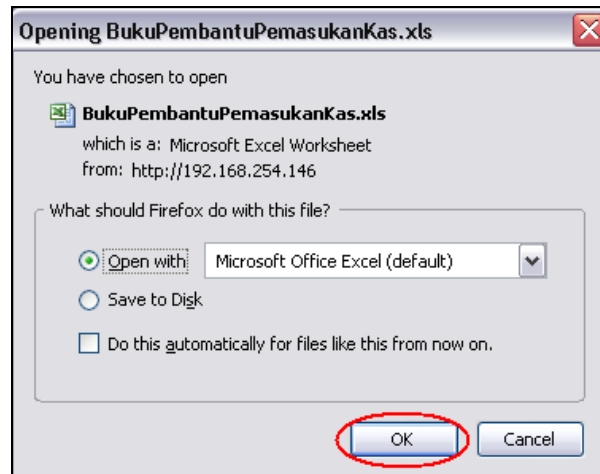 Opening BukuPembantuPemasukanKas.xls
You have chosen to open
BukuPembantuPemasukanKas.xls
which is a: Microsoft Excel Worksheet
from: http://192.168.254.146
What should Firefox do with this file?
Open with Microsoft Office Excel (default)
Save to Disk
Do this automatically for files like this from now on.
OK Cancel